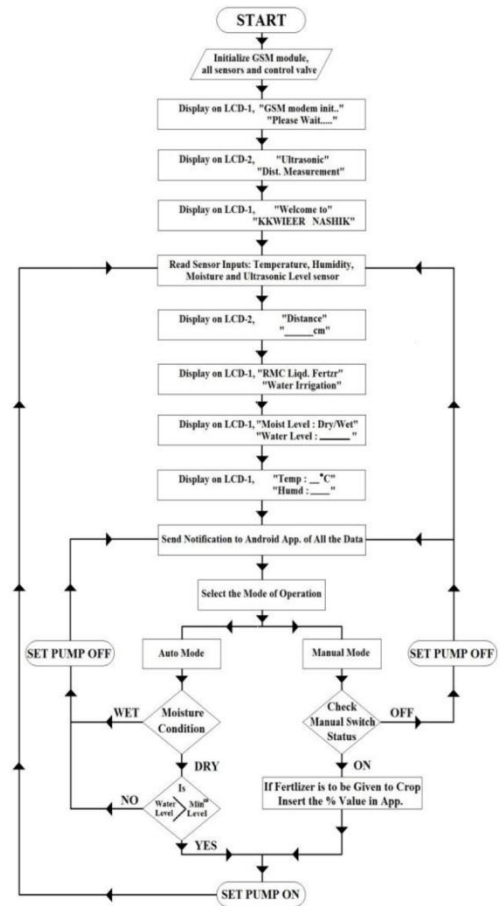 START
Initialize GSM module,
all sensors and control valve
Display on LCD-1, "GSM modem init.."
"Please Wait....."
Display on LCD-2, "Ultrasonic"
"Dist. Measurement"
Display on LCD-1, "Welcome to"
"KKWIEER NASHIK"
Read Sensor Inputs: Temperature, Humidity,
Moisture and Ultrasonic Level sensor
Display on LCD-2, "Distance"
"______cm"
Display on LCD-1, "RMC Liqd. Fertzr"
"Water Irrigation"
Display on LCD-1, "Moist Level : Dry/Wet"
"Water Level : ______ "
Display on LCD-1, "Temp : __°C"
"Humd : ____"
Send Notification to Android App. of All the Data
Select the Mode of Operation
SET PUMP OFF
Auto Mode
Manual Mode
SET PUMP OFF
WET
Moisture
Condition
Check
Manual Switch
Status
OFF
DRY
ON
NO
Is
Water
Level
>
Min
Level
If Fertlizer is to be Given to Crop
Insert the % Value in App.
YES
SET PUMP ON